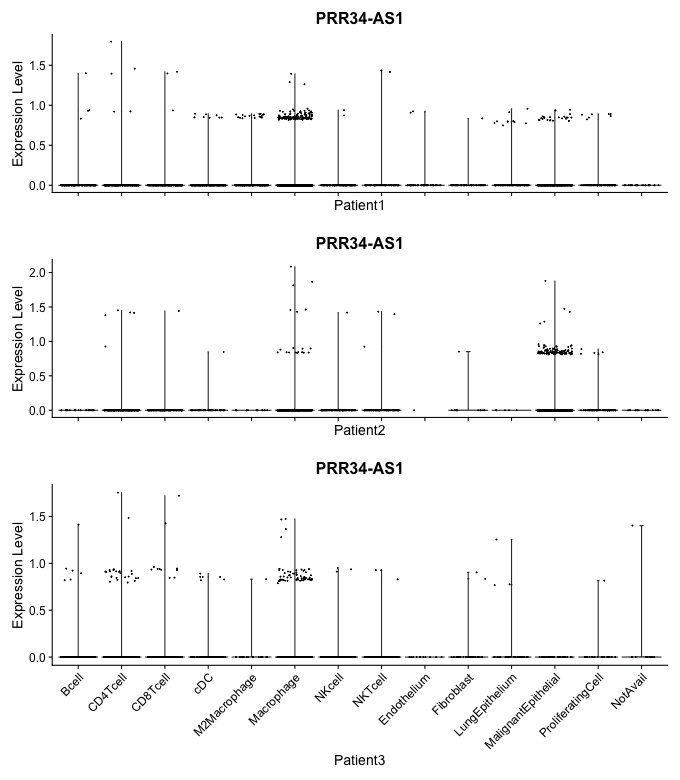 PRR34-AS1
Expression Level
1.5
1.0
0.5
0.0
Patient1
PRR34-AS1
Expression Level
2.0
1.5
1.0
0.5
0.0
Patient2
PRR34-AS1
Expression Level
1.5
1.0
0.5
0.0
Bcell
CD4Tcell
CD8Tcell
cDC
M2Macrophage
Macrophage
NKcell
NKTcell
Endothelium
Fibroblast
LungEpithelium
MalignantEpithelial
ProliferatingCell
NotAvail
Patient3